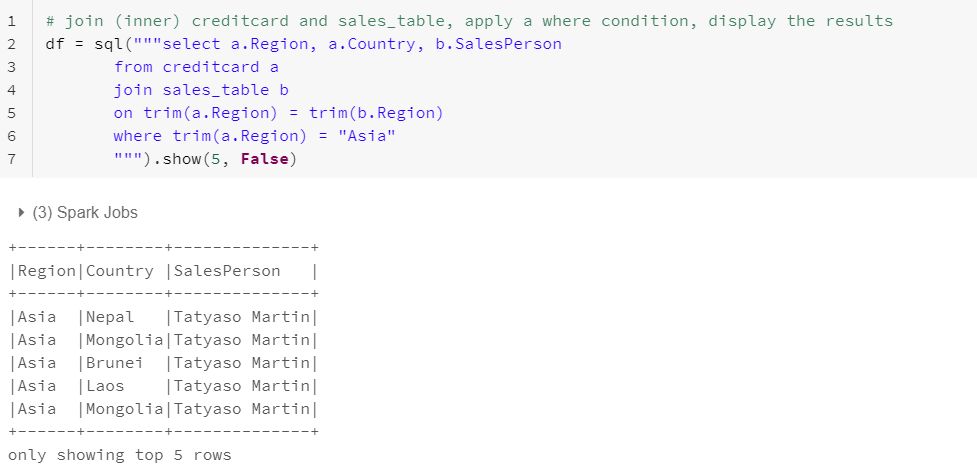 1 # join (inner) creditcard and sales_table, apply a where condition, display the results
2 df = sql("""select a.Region, a.Country, b.SalesPerson
3        from creditcard a
4        join sales_table b
5        on trim(a.Region) = trim(b.Region)
6        where trim(a.Region) = "Asia"
7        """).show(5, False)
(3) Spark Jobs
+------+--------+--------------+
|Region|Country |SalesPerson   |
+------+--------+--------------+
|Asia  |Nepal   |Tatyaso Martin|
|Asia  |Mongolia|Tatyaso Martin|
|Asia  |Brunei  |Tatyaso Martin|
|Asia  |Laos    |Tatyaso Martin|
|Asia  |Mongolia|Tatyaso Martin|
+------+--------+--------------+
only showing top 5 rows